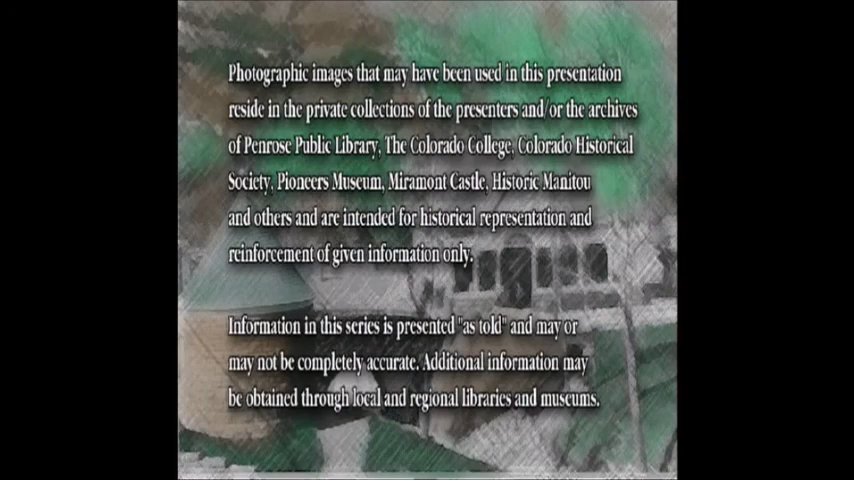 Photographic images that may have been used in this presentation
reside in the private collections of the presenters and/or the archives
of Penrose Public Library, The Colorado College, Colorado Historical
Society, Pioneers Museum, Miramont Castle, Historic Manitou
and others and are intended for historical representation and
reinforcement of given information only.
Information in this series is presented "as told" and may or
may not be completely accurate. Additional information may
be obtained through local and regional libraries and museums.